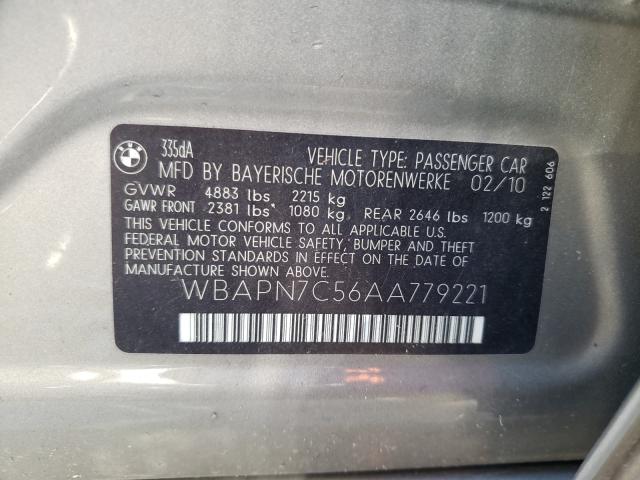 BMW
335dA
VEHICLE TYPE: PASSENGER CAR
MFD BY BAYERISCHE MOTORENWERKE 02/10
GVWR 4883 lbs 2215 kg
GAWR FRONT 2381 lbs 1080 kg, REAR 2646 lbs 1200 kg
THIS VEHICLE CONFORMS TO ALL APPLICABLE U.S.
FEDERAL MOTOR VEHICLE SAFETY, BUMPER AND THEFT
PREVENTION STANDARDS IN EFFECT ON THE DATE OF
MANUFACTURE SHOWN ABOVE.
WBAPN7C56AA779221
2 122 606